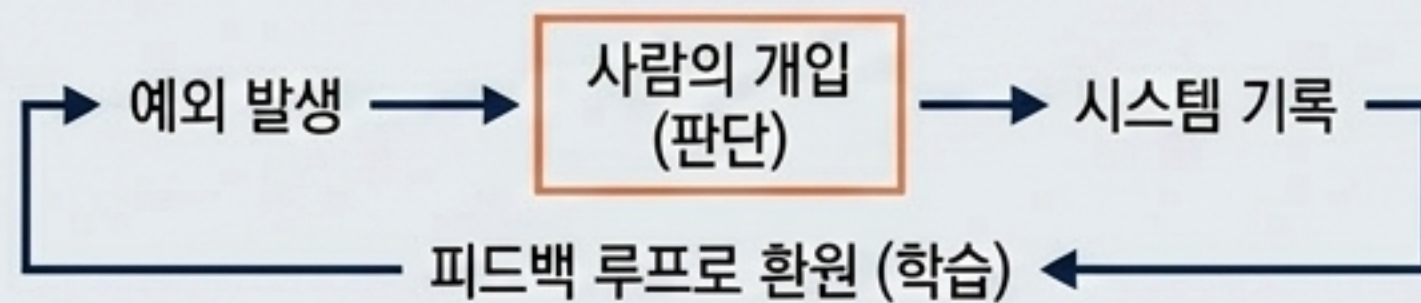 예외 발생
사람의 개입
(판단)
시스템 기록
피드백 루프로 환원 (학습)